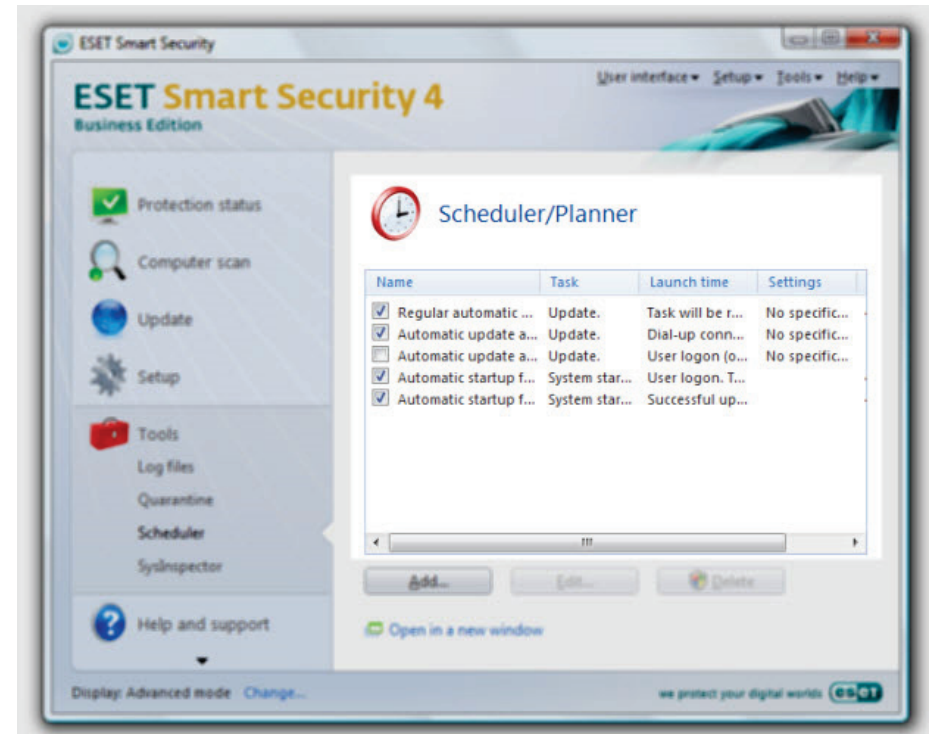 ESET Smart Security
User interface Setup Tools Help
ESET Smart Security 4
Business Edition
Protection status
Computer scan
Update
Setup
Tools
Log files
Quarantine
Scheduler
SysInspector
Help and support
Scheduler/Planner
Name Task Launch time Settings
Regular automatic ... Update. Task will be r... No specific...
Automatic update a... Update. Dial-up conn... No specific...
Automatic update a... Update. User logon (o... No specific...
Automatic startup f... System star... User logon. T...
Automatic startup f... System star... Successful up...
Add... Edit... Delete
Open in a new window
Display: Advanced mode Change...
we protect your digital worlds eset